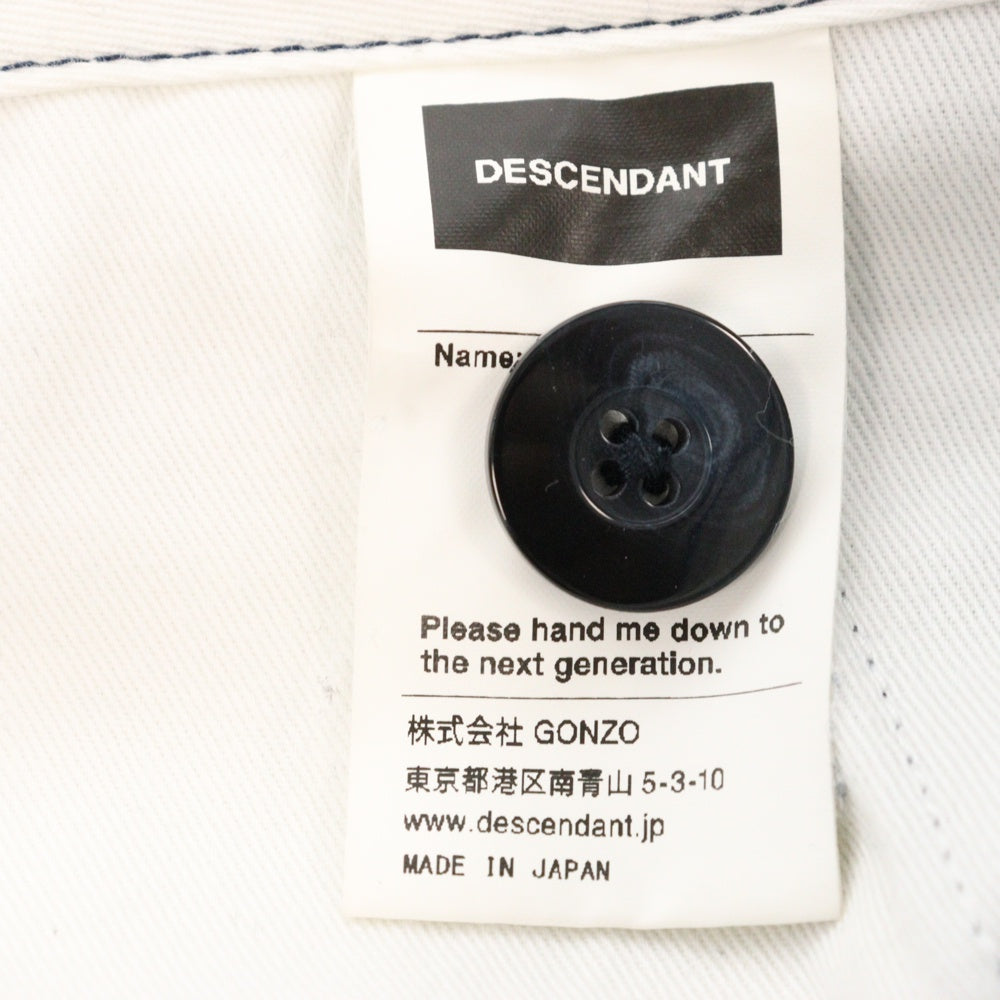 DESCENDANT
Name:
Please hand me down to
the next generation.
株式会社 GONZO
東京都港区南青山 5-3-10
www.descendant.jp
MADE IN JAPAN